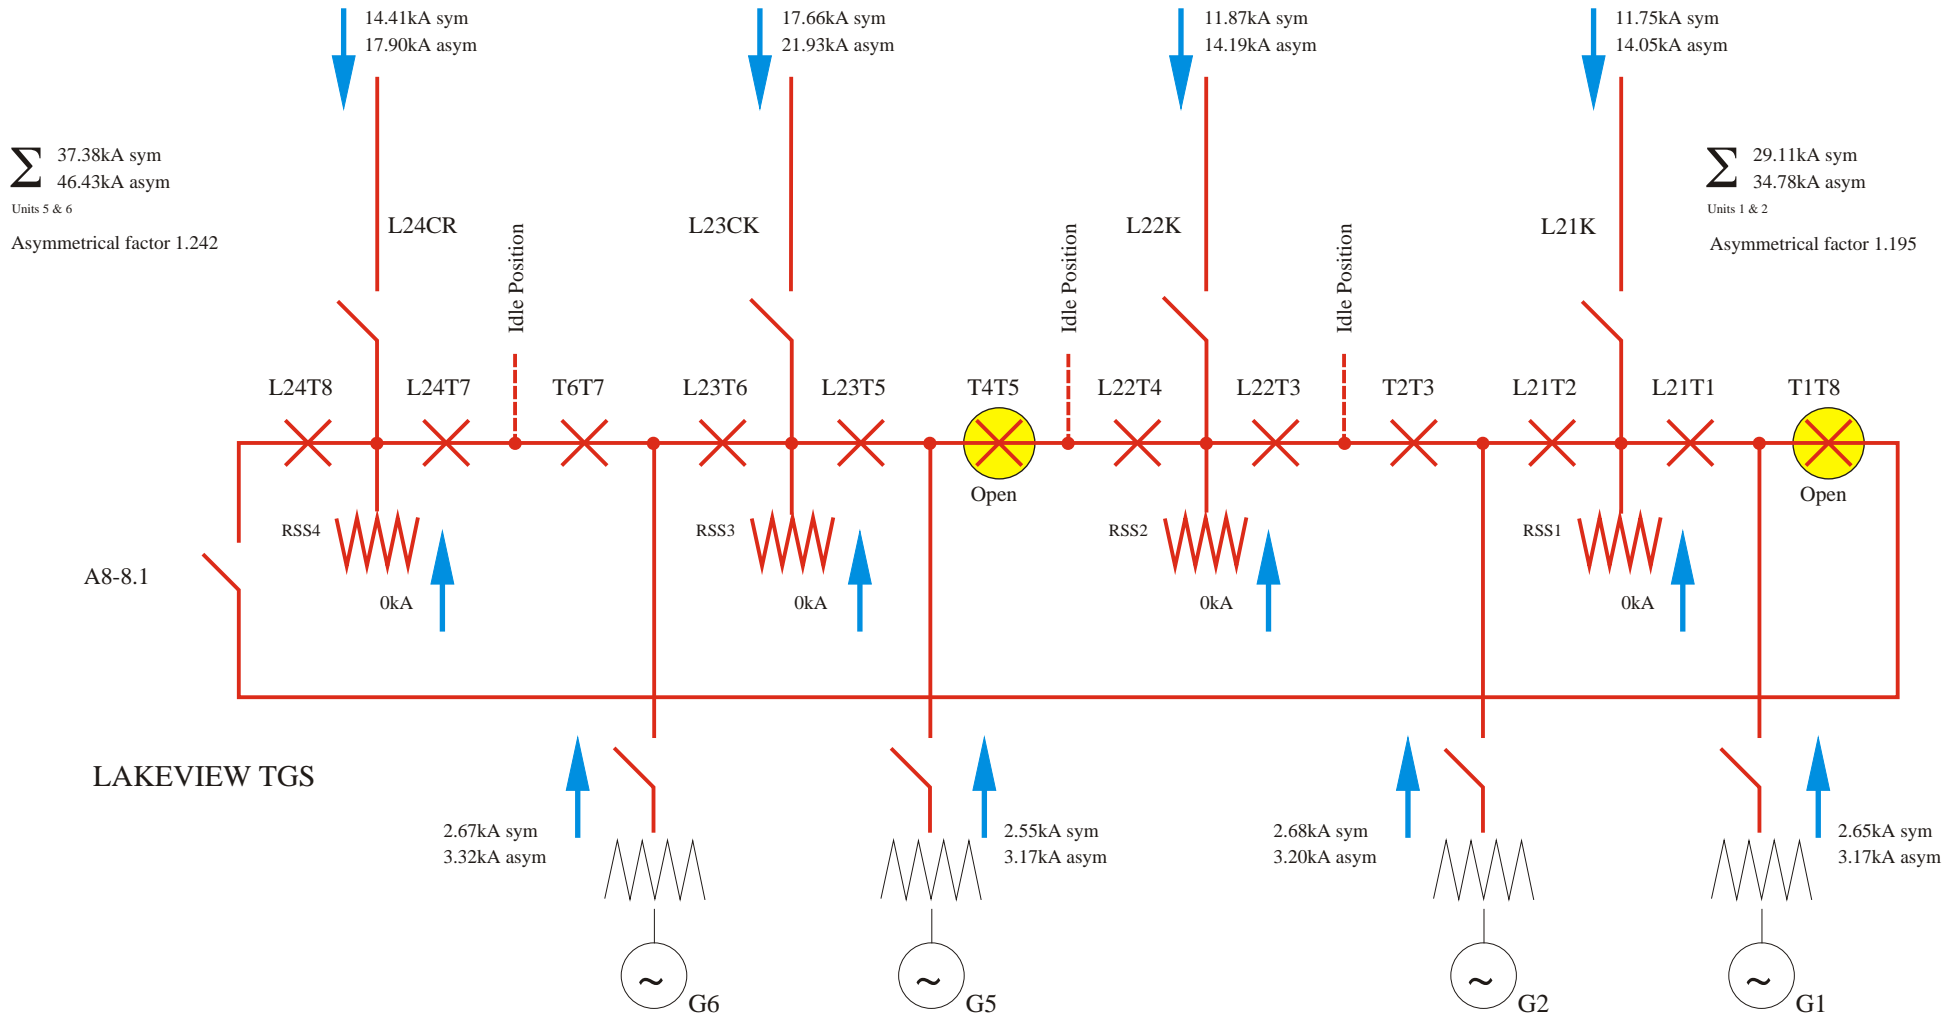 14.41kA sym
17.90kA asym
17.66kA sym
21.93kA asym
11.87kA sym
14.19kA asym
11.75kA sym
14.05kA asym
Σ
37.38kA sym
46.43kA asym
Units 5 & 6
Asymmetrical factor 1.242
Σ
29.11kA sym
34.78kA asym
Units 1 & 2
Asymmetrical factor 1.195
L24CR
Idle Position
L23CK
Idle Position
L22K
Idle Position
L21K
L24T8
L24T7
T6T7
L23T6
L23T5
T4T5
L22T4
L22T3
T2T3
L21T2
L21T1
T1T8
Open
Open
RSS4
RSS3
RSS2
RSS1
A8-8.1
0kA
0kA
0kA
0kA
LAKEVIEW TGS
2.67kA sym
3.32kA asym
2.55kA sym
3.17kA asym
2.68kA sym
3.20kA asym
2.65kA sym
3.17kA asym
~
G6
~
G5
~
G2
~
G1